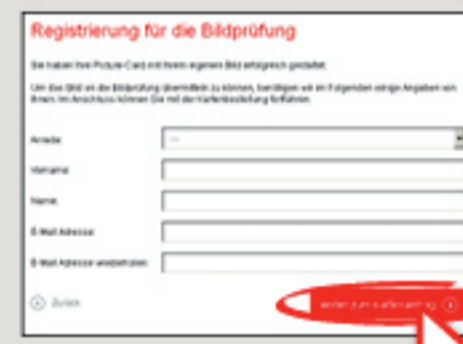 Registrierung für die Bildprüfung
Sie haben Ihre Picture-Card mit Ihrem eigenen Bild erfolgreich gestaltet.
Um das Bild an die Bildprüfung übermitteln zu können, benötigen wir im Folgenden einige Angaben von
Ihnen. Im Anschluss können Sie mit der Kartenbestellung fortfahren.
Anrede:
Vorname:
Name:
E-Mail Adresse:
E-Mail Adresse wiederholen:
Zurück